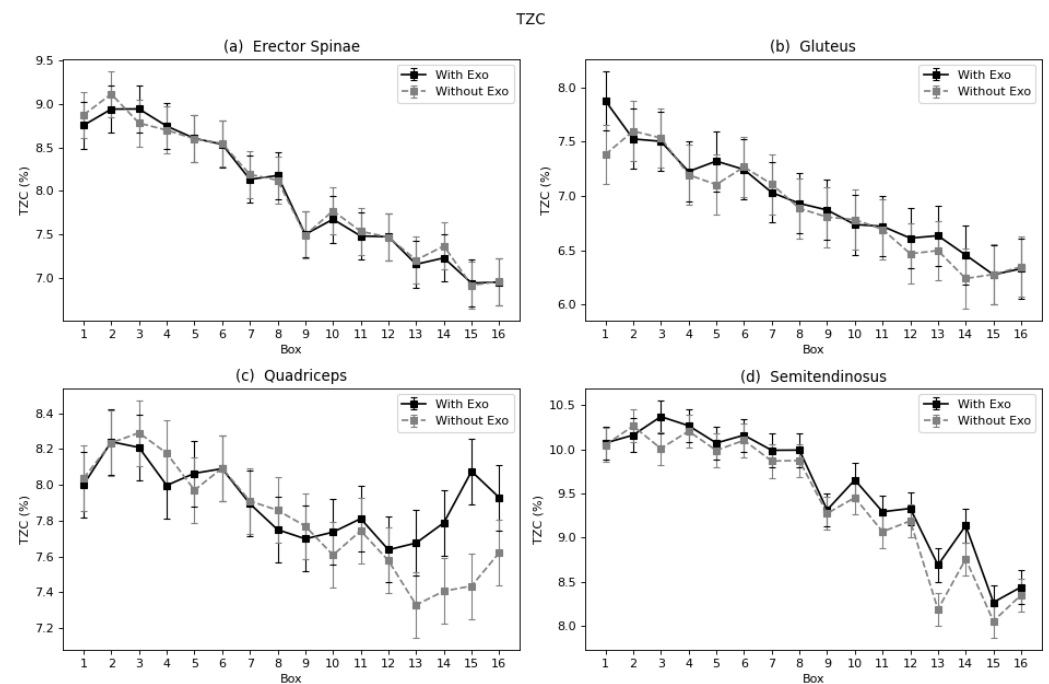 TZC
(a) Erector Spinae
9.5
9.0
8.5
8.0
7.5
7.0
TZC (%)
With Exo
Without Exo
1 2 3 4 5 6 7 8 9 10 11 12 13 14 15 16
Box
(b) Gluteus
8.0
7.5
7.0
6.5
6.0
TZC (%)
With Exo
Without Exo
1 2 3 4 5 6 7 8 9 10 11 12 13 14 15 16
Box
(c) Quadriceps
8.4
8.2
8.0
7.8
7.6
7.4
7.2
TZC (%)
With Exo
Without Exo
1 2 3 4 5 6 7 8 9 10 11 12 13 14 15 16
Box
(d) Semitendinosus
10.5
10.0
9.5
9.0
8.5
8.0
TZC (%)
With Exo
Without Exo
1 2 3 4 5 6 7 8 9 10 11 12 13 14 15 16
Box